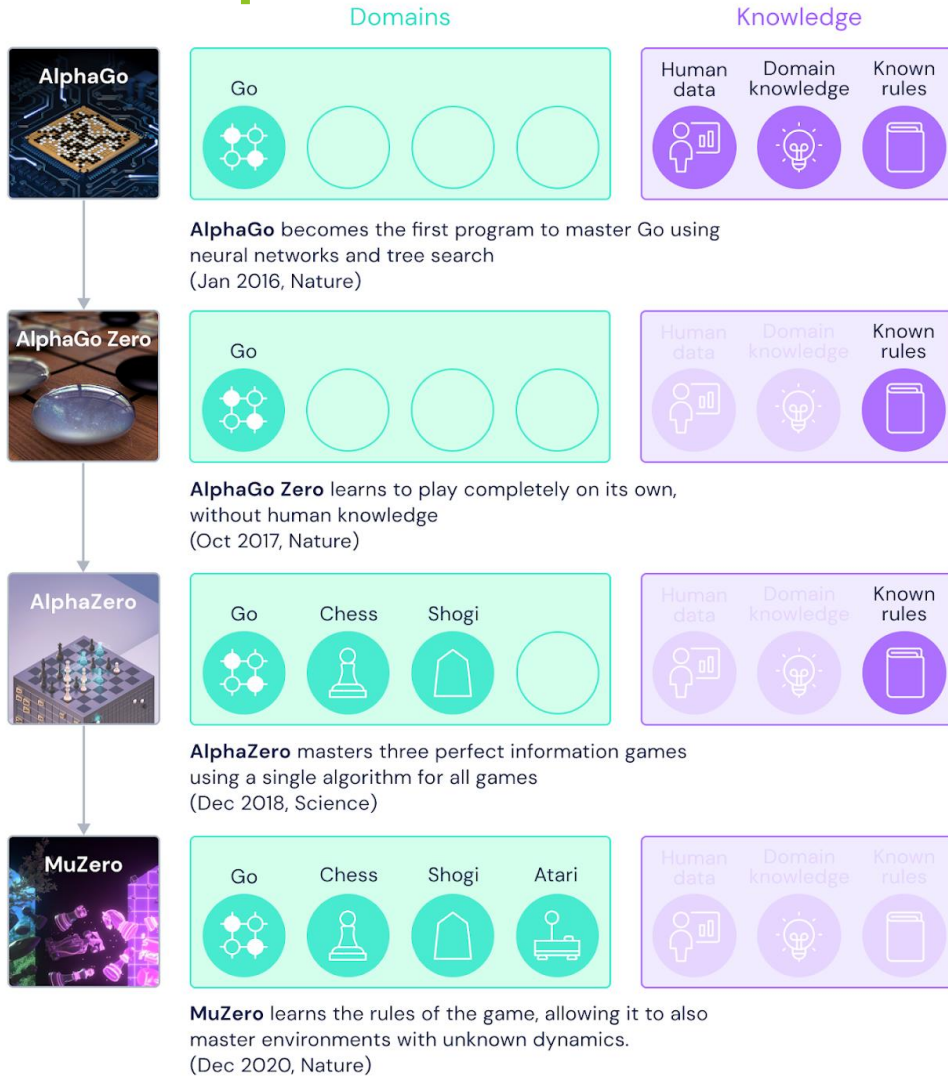 Domains
Knowledge
AlphaGo
Go
Human
data
Domain
knowledge
Known
rules
AlphaGo becomes the first program to master Go using
neural networks and tree search
(Jan 2016, Nature)
AlphaGo Zero
Go
Human
data
Domain
knowledge
Known
rules
AlphaGo Zero learns to play completely on its own,
without human knowledge
(Oct 2017, Nature)
AlphaZero
Go
Chess
Shogi
Human
data
Domain
knowledge
Known
rules
AlphaZero masters three perfect information games
using a single algorithm for all games
(Dec 2018, Science)
MuZero
Go
Chess
Shogi
Atari
Human
data
Domain
knowledge
Known
rules
MuZero learns the rules of the game, allowing it to also
master environments with unknown dynamics.
(Dec 2020, Nature)